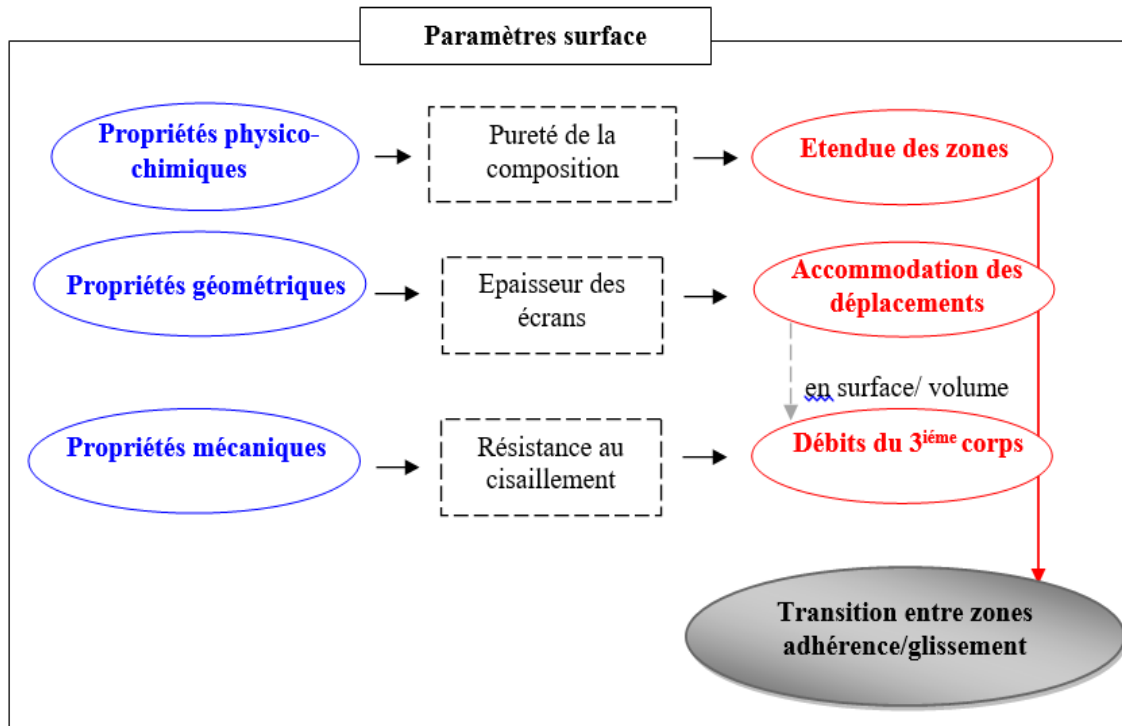 Paramètres surface
Propriétés physico-
chimiques
Pureté de la
composition
Etendue des zones
Propriétés géométriques
Epaisseur des
écrans
Accommodation des
déplacements
en surface/ volume
Propriétés mécaniques
Résistance au
cisaillement
Débits du 3iéme corps
Transition entre zones
adhérence/glissement